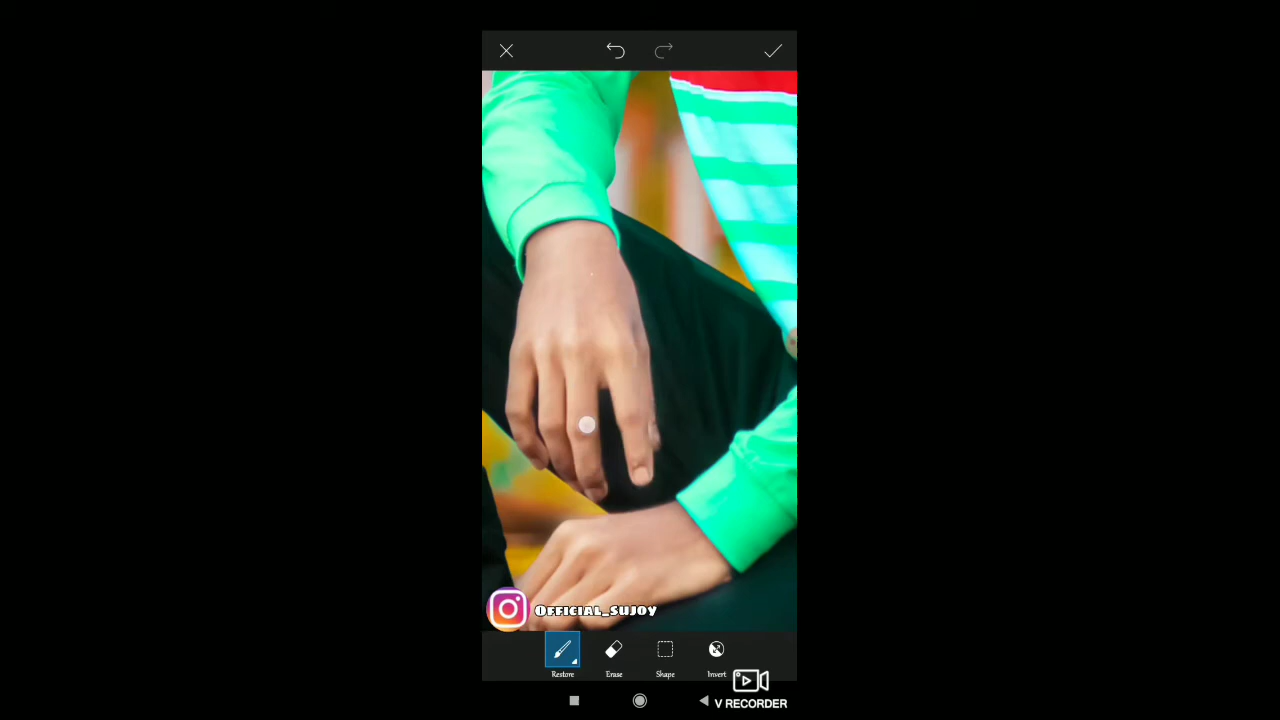 Official_sujoy
Restore
Erase
Shape
Invert
V RECORDER